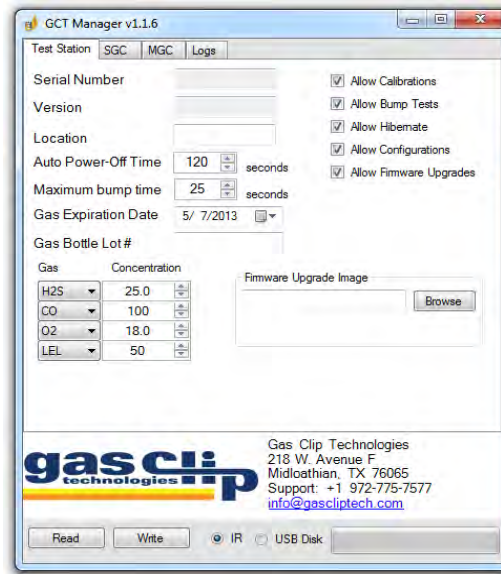 GCT Manager v1.1.6
Test Station SGC MGC Logs
Serial Number
Version
Location
Auto Power-Off Time 120 seconds
Maximum bump time 25 seconds
Gas Expiration Date 5/ 7/2013
Gas Bottle Lot #
Allow Calibrations
Allow Bump Tests
Allow Hibernate
Allow Configurations
Allow Firmware Upgrades
Gas Concentration
H2S 25.0
CO 100
O2 18.0
LEL 50
Firmware Upgrade Image
Browse
gas clip
technologies
Gas Clip Technologies
218 W. Avenue F
Midloathian, TX 76065
Support: +1 972-775-7577
info@gascliptech.com
Read Write IR USB Disk